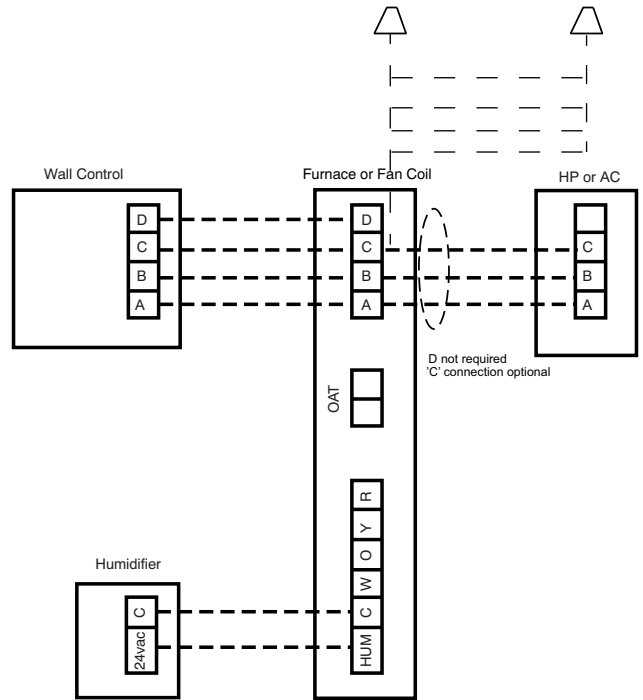 Wall Control
Furnace or Fan Coil
HP or AC
D
C
B
A
D
C
B
A
C
B
A
D not required
'C' connection optional
OAT
R
Y
O
W
C
HUM
Humidifier
C
24vac